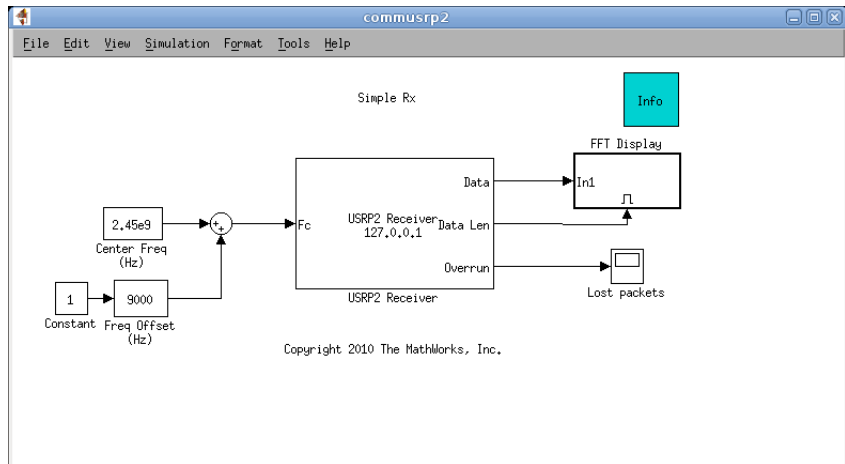 commusrp2
File Edit View Simulation Format Tools Help
Simple Rx
Info
FFT Display
Data
In1
2.45e9
Fc
USRP2 Receiver
127.0.0.1
Data Len
Center Freq
(Hz)
Overrun
1
9000
USRP2 Receiver
Lost packets
Constant
Freq Offset
(Hz)
Copyright 2010 The MathWorks, Inc.